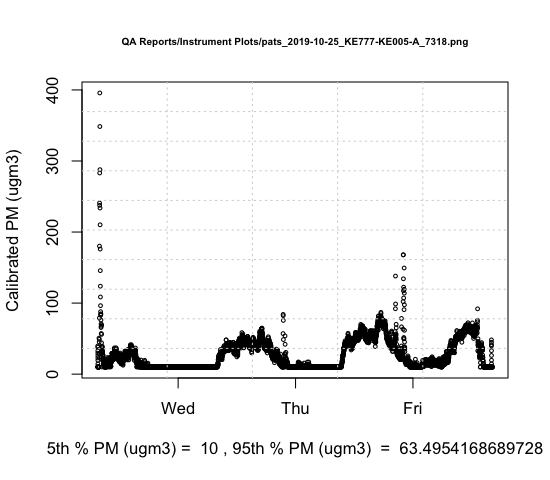 QA Reports/Instrument Plots/pats_2019-10-25_KE777-KE005-A_7318.png
400
300
200
100
0
Calibrated PM (ugm3)
Wed Thu Fri
5th % PM (ugm3) = 10 , 95th % PM (ugm3) = 63.4954168689728